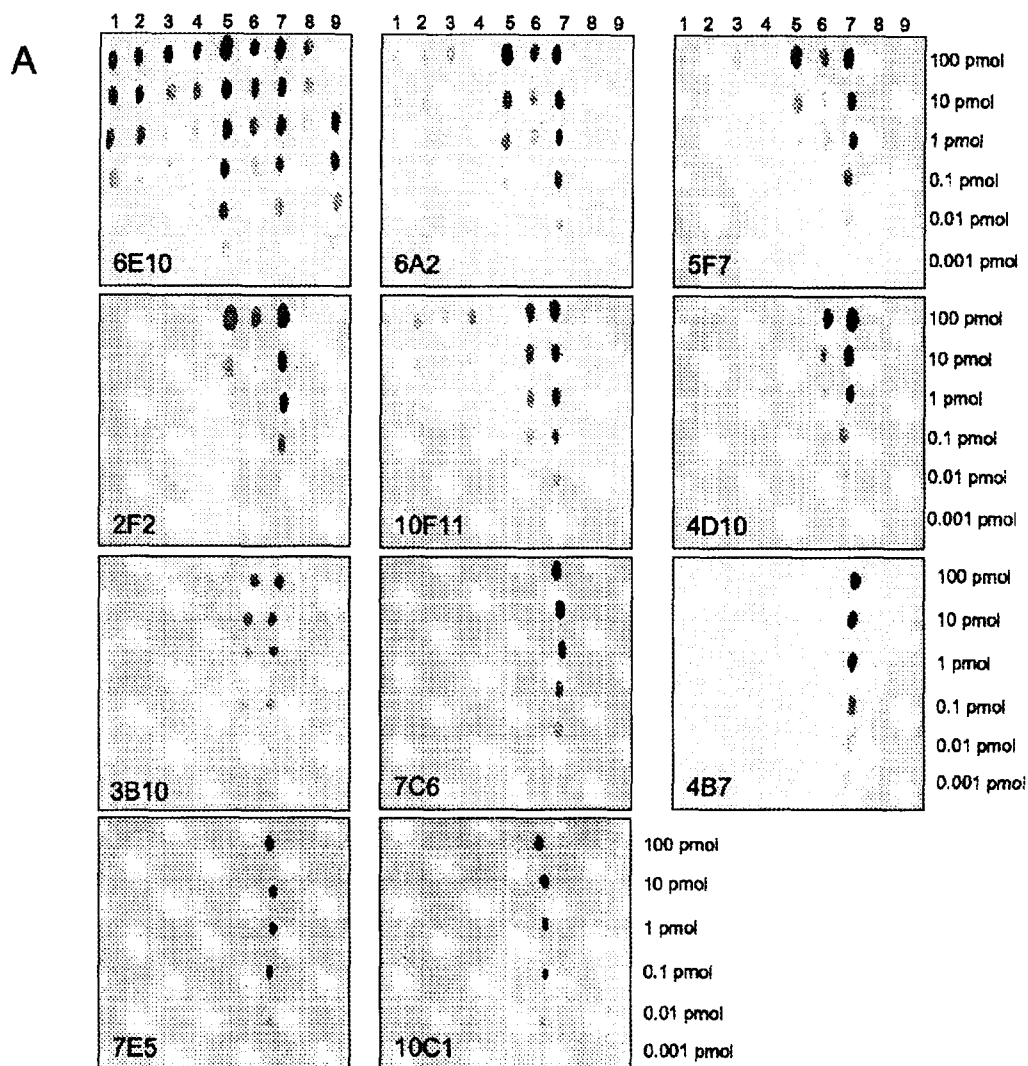 A
1 2 3 4 5 6 7 8 9
1 2 3 4 5 6 7 8 9
1 2 3 4 5 6 7 8 9
6E10
6A2
5F7
100 pmol
10 pmol
1 pmol
0.1 pmol
0.01 pmol
0.001 pmol
2F2
10F11
4D10
100 pmol
10 pmol
1 pmol
0.1 pmol
0.01 pmol
0.001 pmol
3B10
7C6
4B7
100 pmol
10 pmol
1 pmol
0.1 pmol
0.01 pmol
0.001 pmol
7E5
10C1
100 pmol
10 pmol
1 pmol
0.1 pmol
0.01 pmol
0.001 pmol